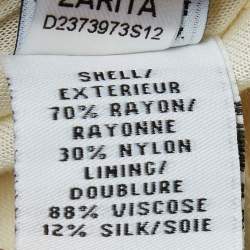 ZARITA
D2373973S12
SHELL/
EXTERIEUR
70% RAYON/
RAYONNE
30% NYLON
LINING/
DOUBLURE
88% VISCOSE
12% SILK/SOIE